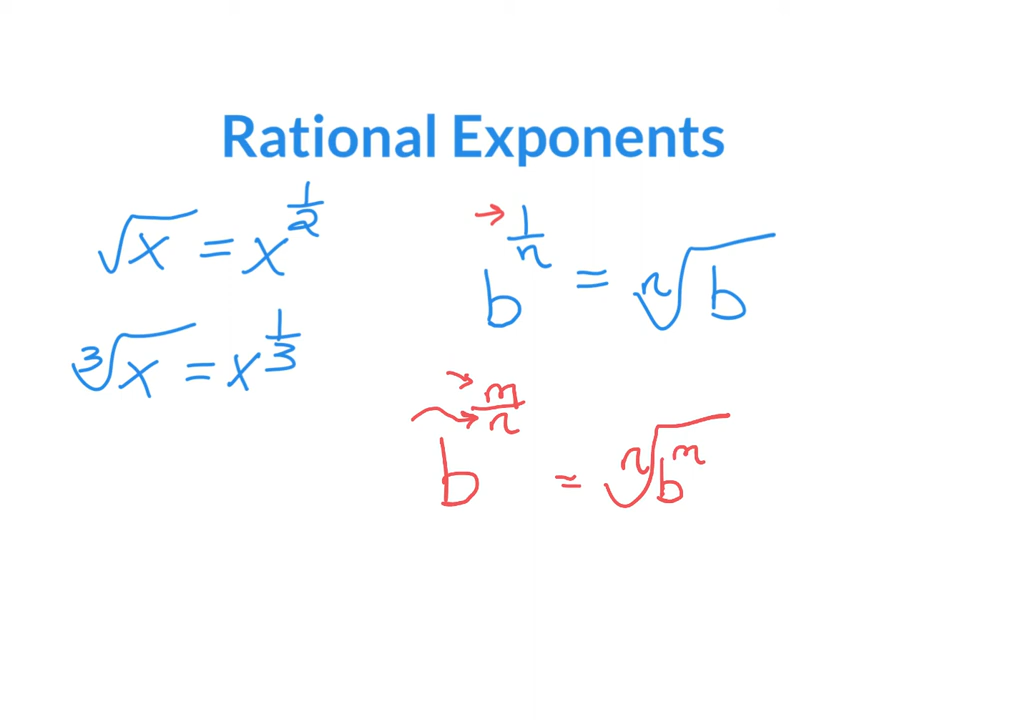 Rational Exponents
√x = x^(1/2)
∛x = x^(1/3)
b^(1/n) = ⁿ√b
b^(m/n) = ⁿ√(b^m)